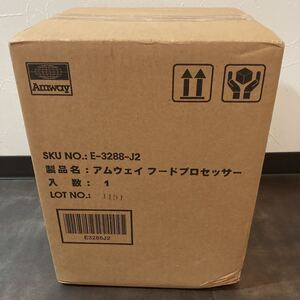 Amway
SKU NO.: E-3288-J2
製品名：アムウェイ フードプロセッサー
入 数： 1
LOT NO.: J151
E3288J2